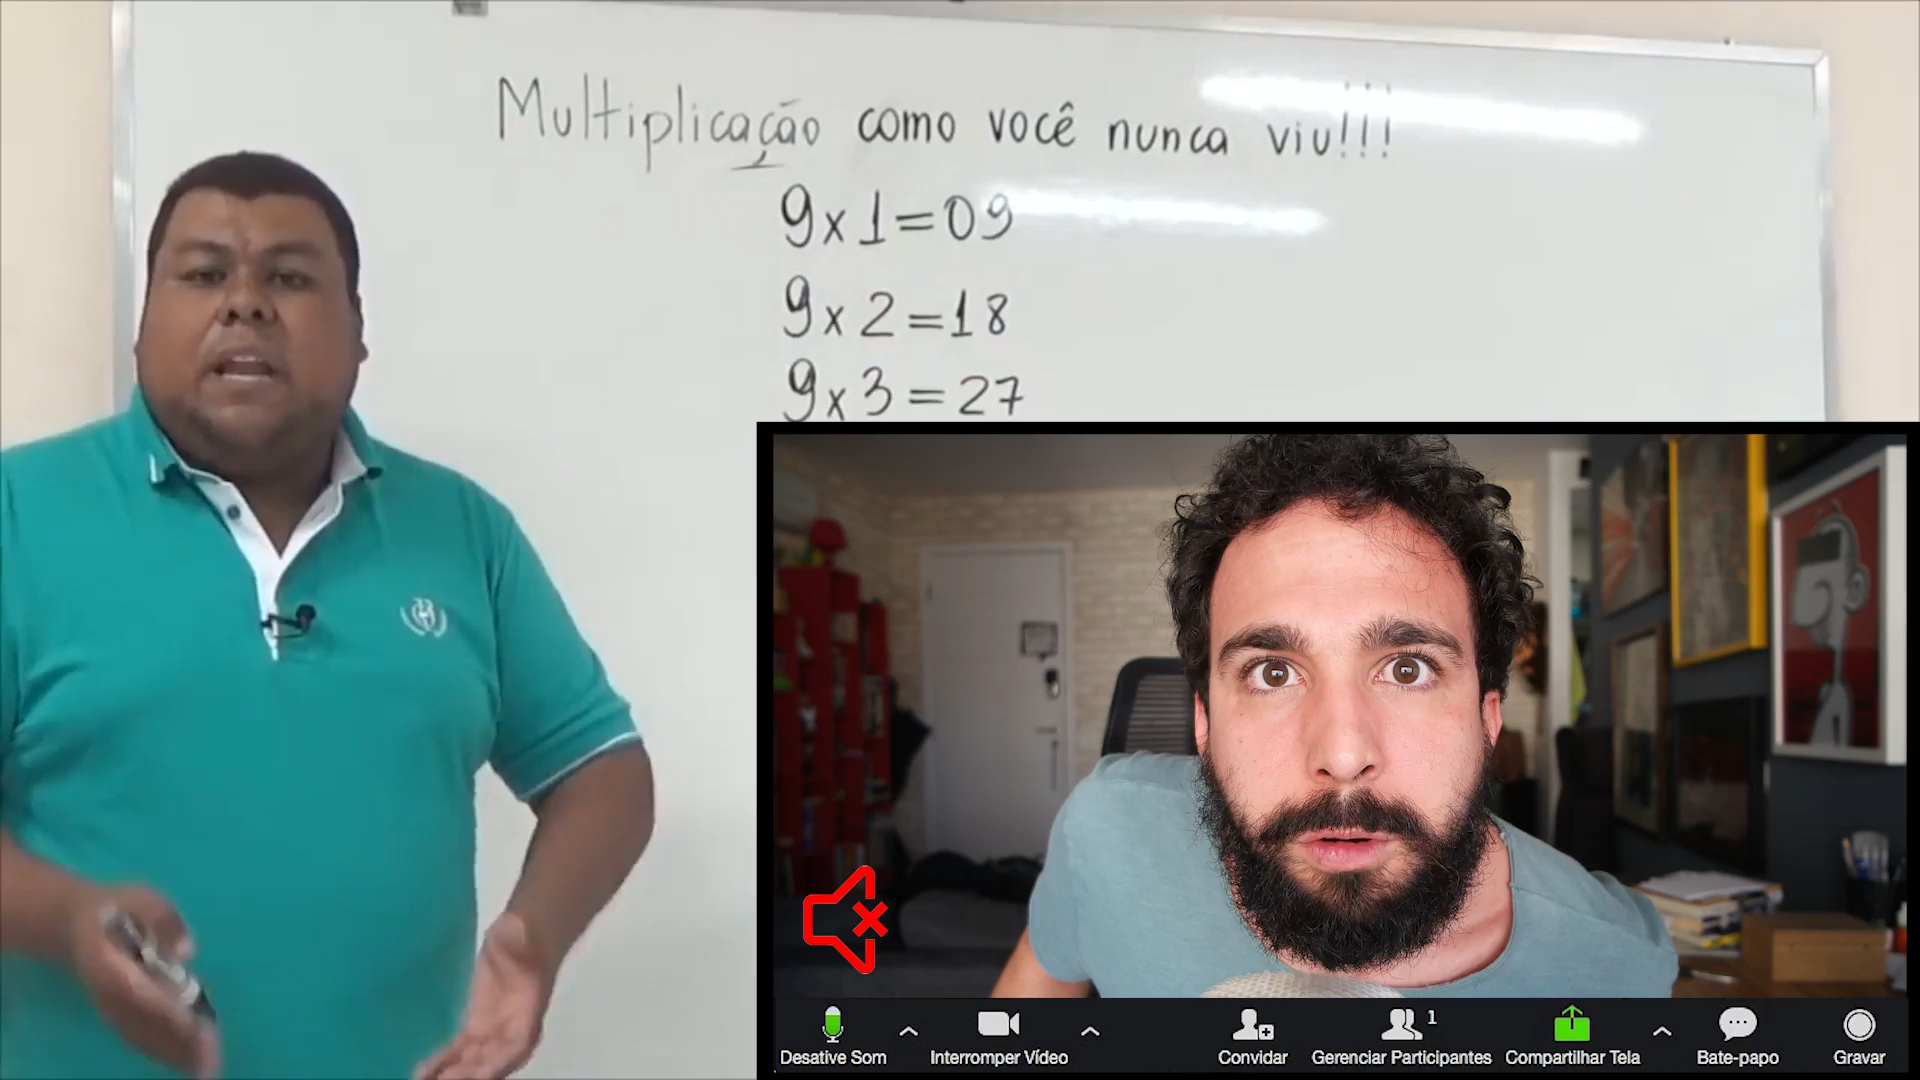 Multiplicação como você nunca viu!!!
9x1=09
9x2=18
9x3=27
Desative Som
Interromper Vídeo
Convidar
Gerenciar Participantes
1
Compartilhar Tela
Bate-papo
Gravar